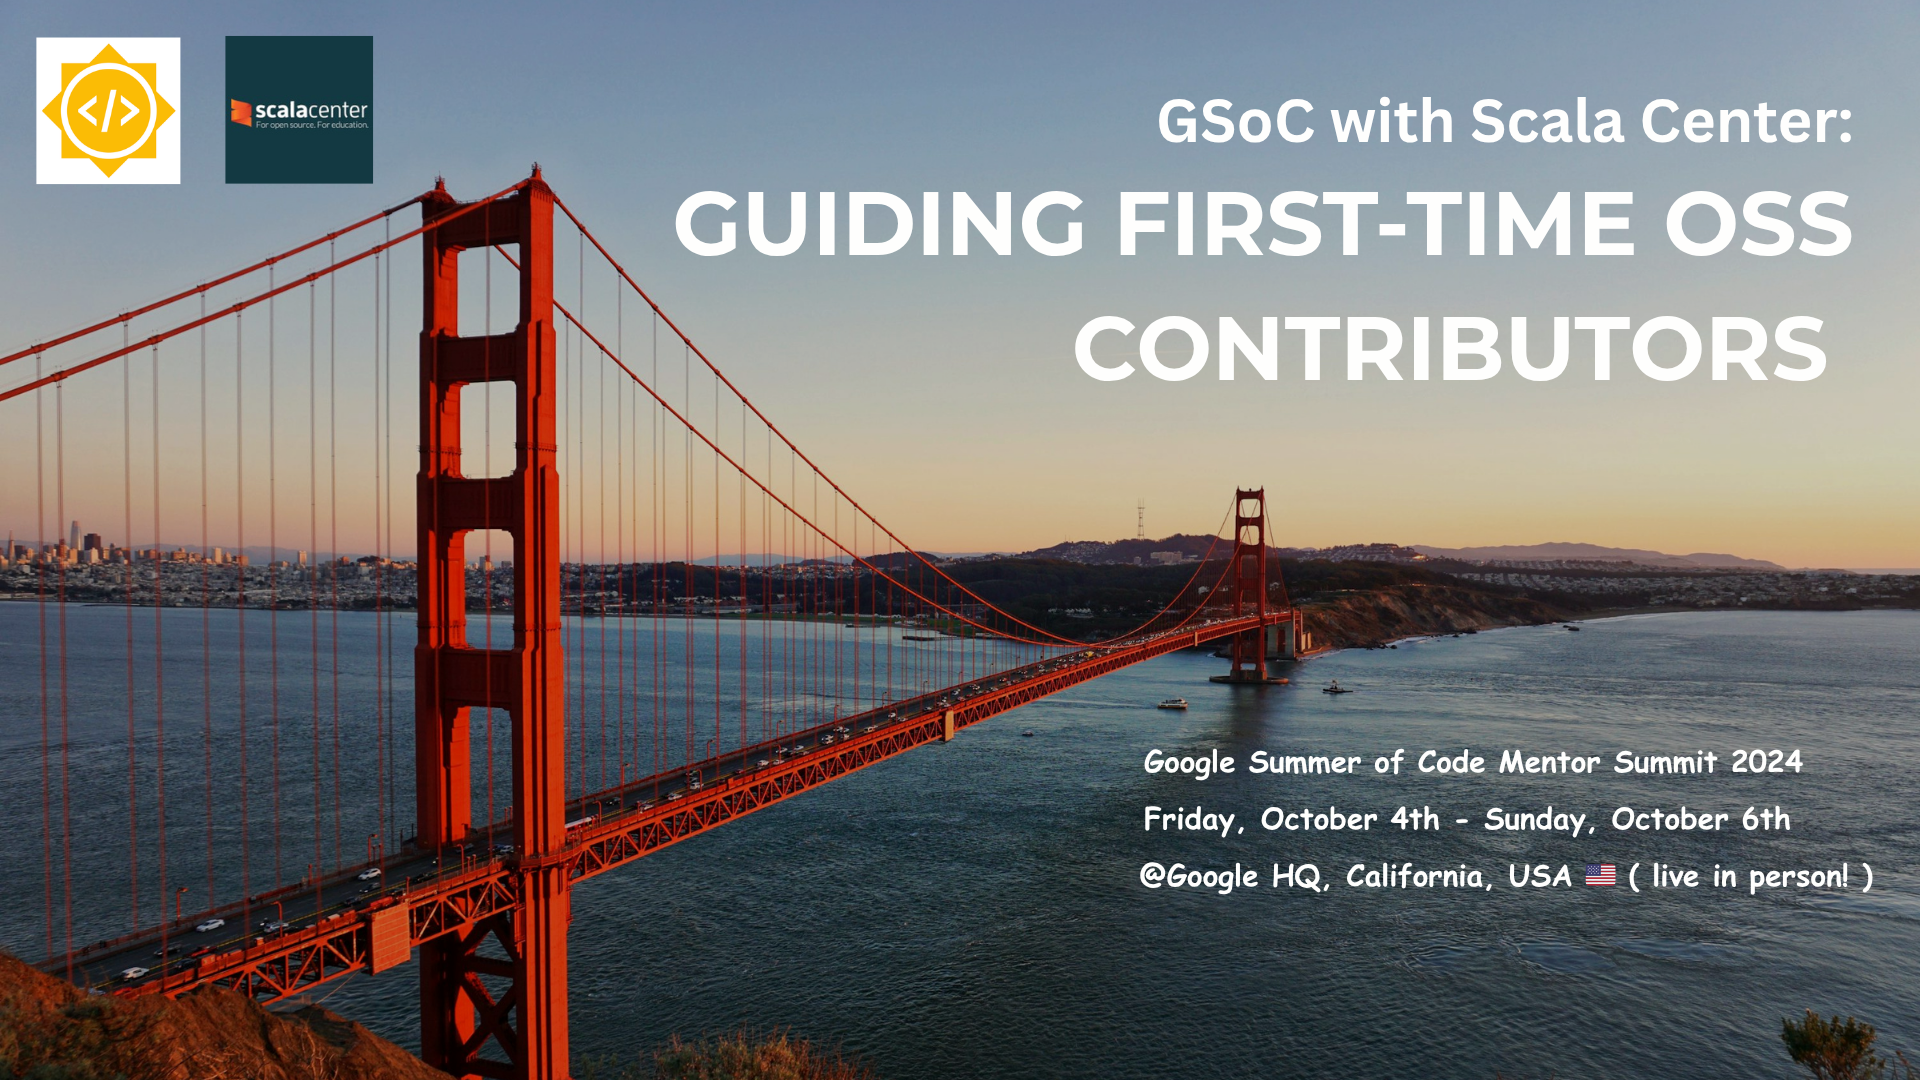 </>
scalacenter
For open source. For education.
GSoC with Scala Center:
GUIDING FIRST-TIME OSS
CONTRIBUTORS
Google Summer of Code Mentor Summit 2024
Friday, October 4th - Sunday, October 6th
@Google HQ, California, USA 🇺🇸 ( live in person! )